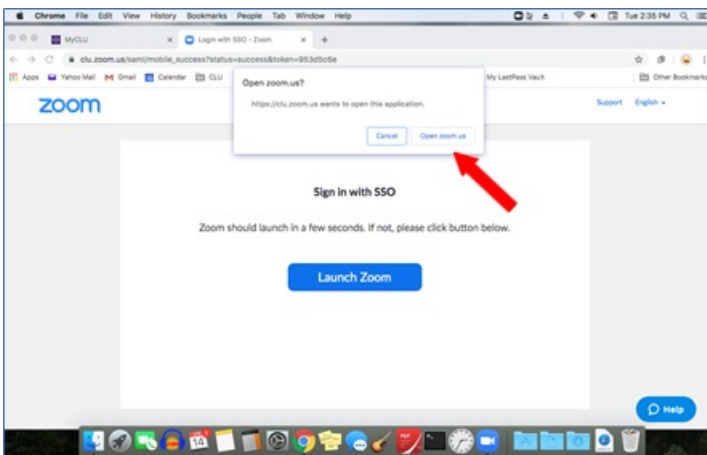 Chrome File Edit View History Bookmarks People Tab Window Help
Tue 2:35 PM
MyCLU
Login with SSO - Zoom
clu.zoom.us/saml/mobile_success?status=success&token=953d5c6e
Apps Yahoo Mail Gmail Calendar CLU
My LastPass Vault
Other Bookmarks
Open zoom.us?
https://clu.zoom.us wants to open this application.
Cancel Open zoom.us
zoom
Support English
Sign in with SSO
Zoom should launch in a few seconds. If not, please click button below.
Launch Zoom
Help
14